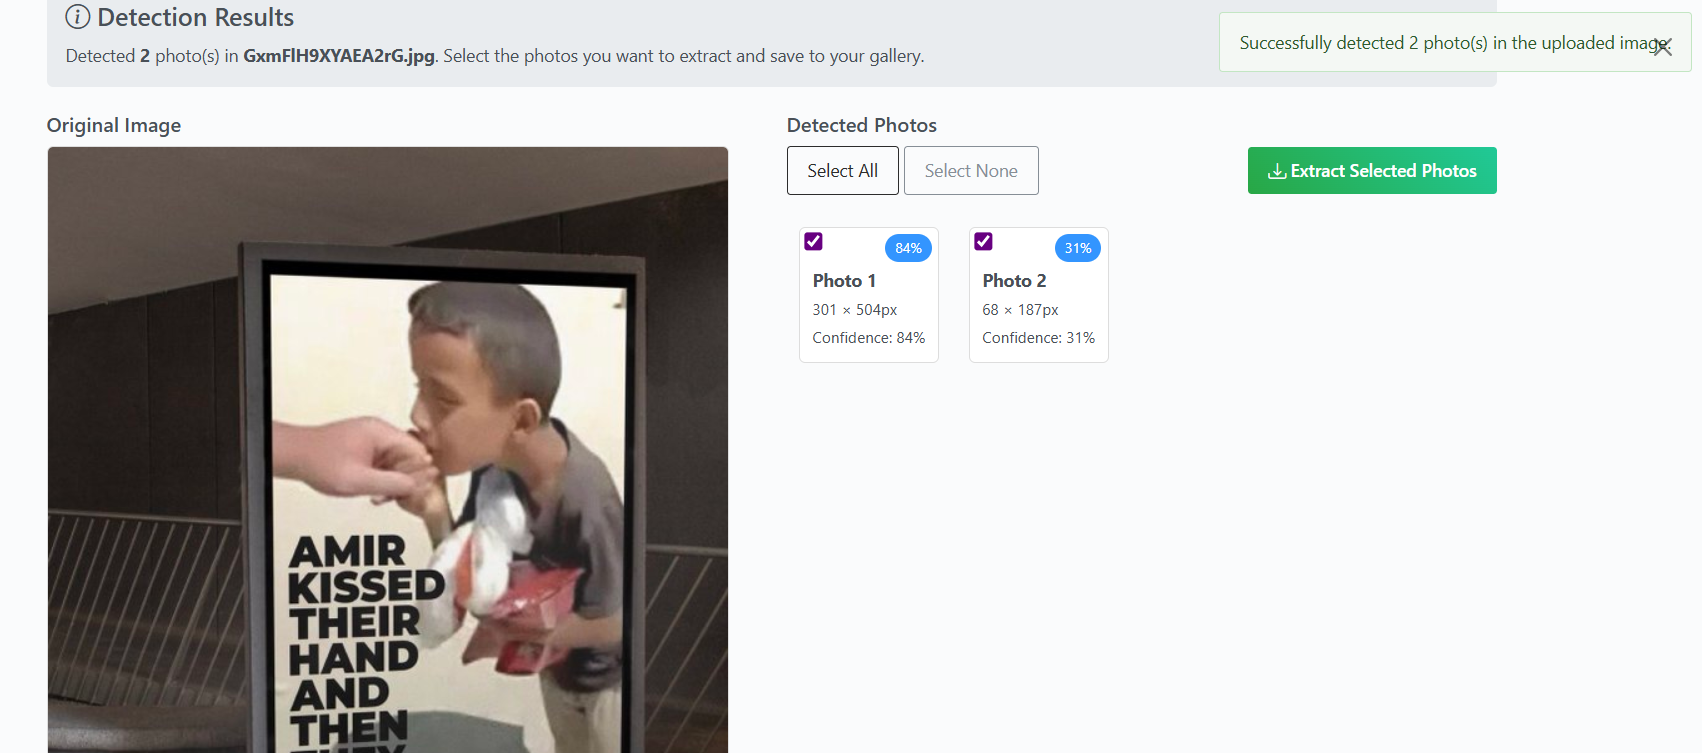 Detection Results
Detected 2 photo(s) in GxmFlH9XYAEA2rG.jpg. Select the photos you want to extract and save to your gallery.
Successfully detected 2 photo(s) in the uploaded image.
Original Image
Detected Photos
Select All
Select None
Extract Selected Photos
84%
Photo 1
301 × 504px
Confidence: 84%
31%
Photo 2
68 × 187px
Confidence: 31%
AMIR
KISSED
THEIR
HAND
AND
THEN
THEY